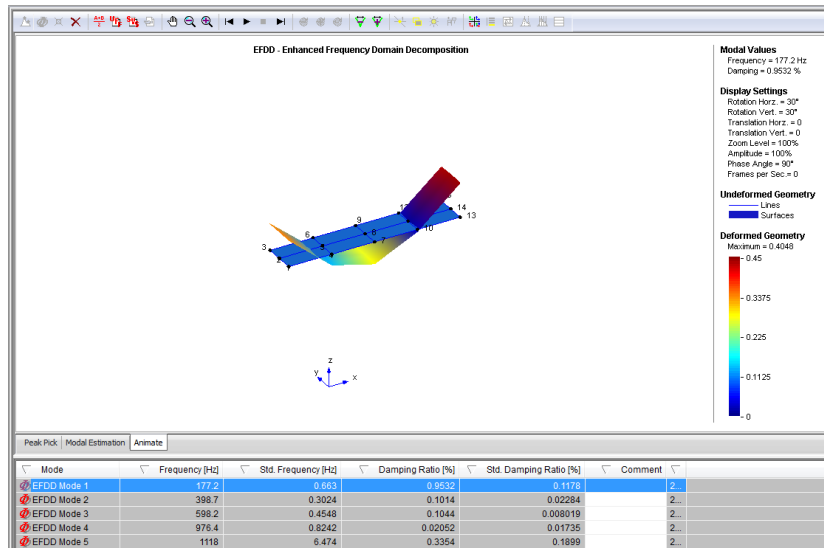 EFDD - Enhanced Frequency Domain Decomposition
Modal Values
Frequency = 177.2 Hz
Damping = 0.9532 %
Display Settings
Rotation Horz. = 30°
Rotation Vert. = 30°
Translation Horz. = 0
Translation Vert. = 0
Zoom Level = 100%
Amplitude = 100%
Phase Angle = 90°
Frames per Sec.= 0
Undeformed Geometry
Lines
Surfaces
Deformed Geometry
Maximum = 0.4048
0.45
0.3375
0.225
0.1125
0
9
14
13
6
8
7
10
3
z
y
x
Peak Pick Modal Estimation Animate
Mode Frequency [Hz] Std. Frequency [Hz] Damping Ratio [%] Std. Damping Ratio [%] Comment
EFDD Mode 1 177.2 0.663 0.9532 0.1178 2...
EFDD Mode 2 398.7 0.3024 0.1014 0.02284 2...
EFDD Mode 3 598.2 0.4548 0.1044 0.008019 2...
EFDD Mode 4 976.4 0.8242 0.02052 0.01735 2...
EFDD Mode 5 1118 6.474 0.3354 0.1899 2...